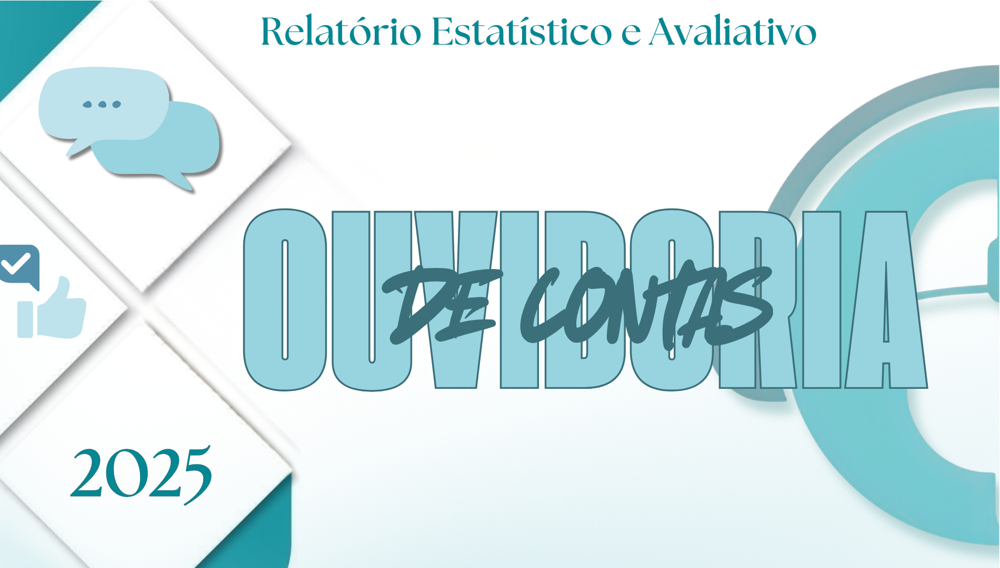 Relatório Estatístico e Avaliativo
OUVIDORIA
DE CONTAS
2025